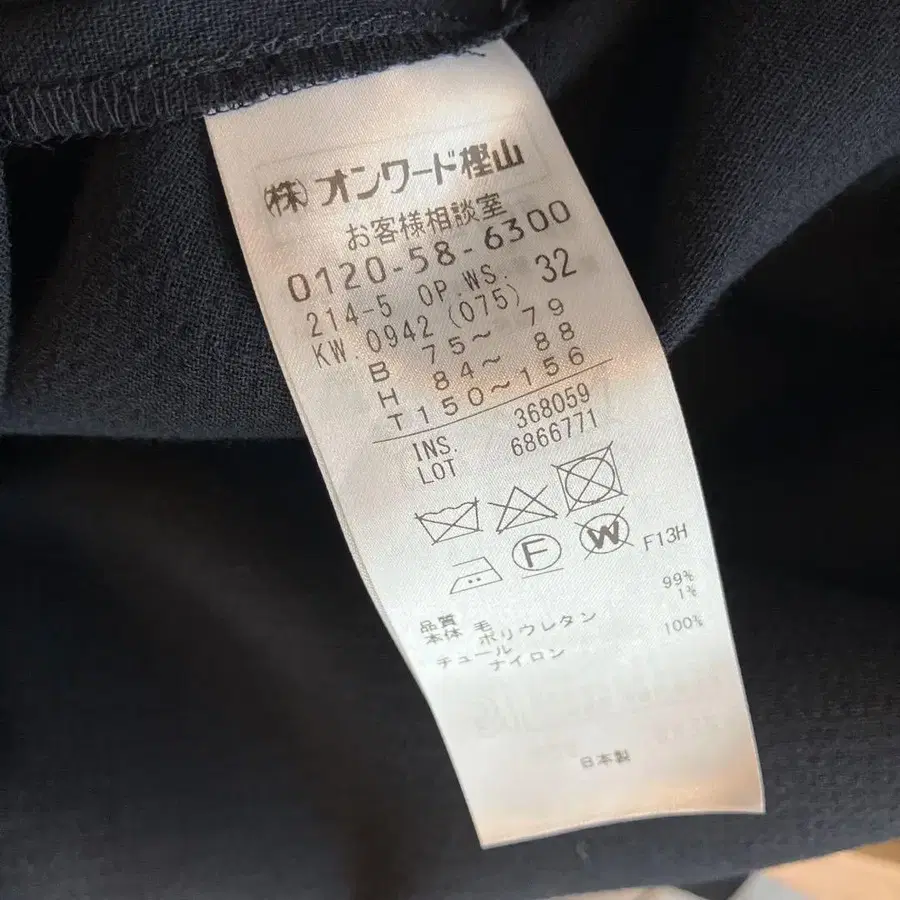 (株)オンワード樫山
お客様相談室
0120-58-6300
214-5 OP.WS. 32
KW.0942 (075)
B 75～ 79
H 84～ 88
T150～156
INS. 368059
LOT 6866771
F
W
F13H
品質
本体 毛 99%
ポリウレタン 1%
チュール
ナイロン 100%
日本製